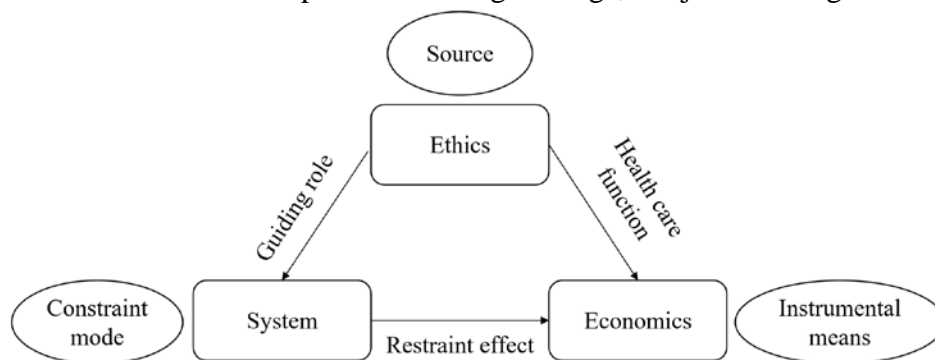 Source
Ethics
Guiding role
Health care
function
Constraint
mode
System
Restraint effect
Economics
Instrumental
means